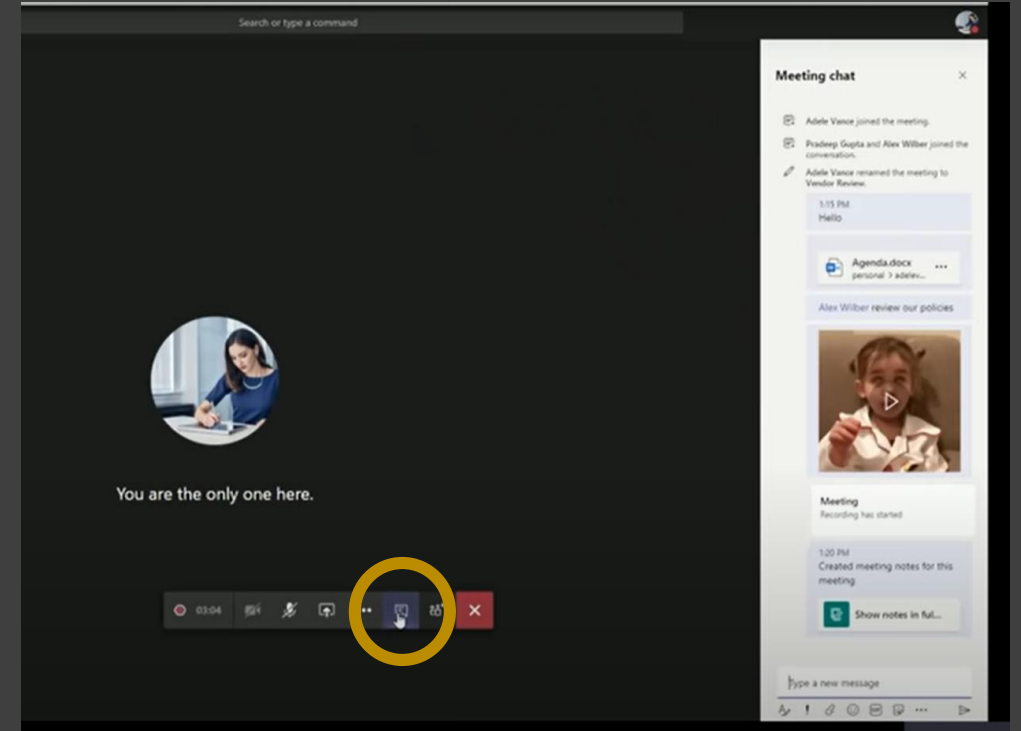 Search or type a command
Meeting chat
Adele Vance joined the meeting.
Pradeep Gupta and Alex Wilber joined the
conversation.
Adele Vance renamed the meeting to
Vendor Review.
1:15 PM
Hello
Agenda.docx
personal > adelev...
Alex Wilber review our policies
You are the only one here.
Meeting
Recording has started
1:20 PM
Created meeting notes for this
meeting
03:04
Show notes in ful...
Type a new message